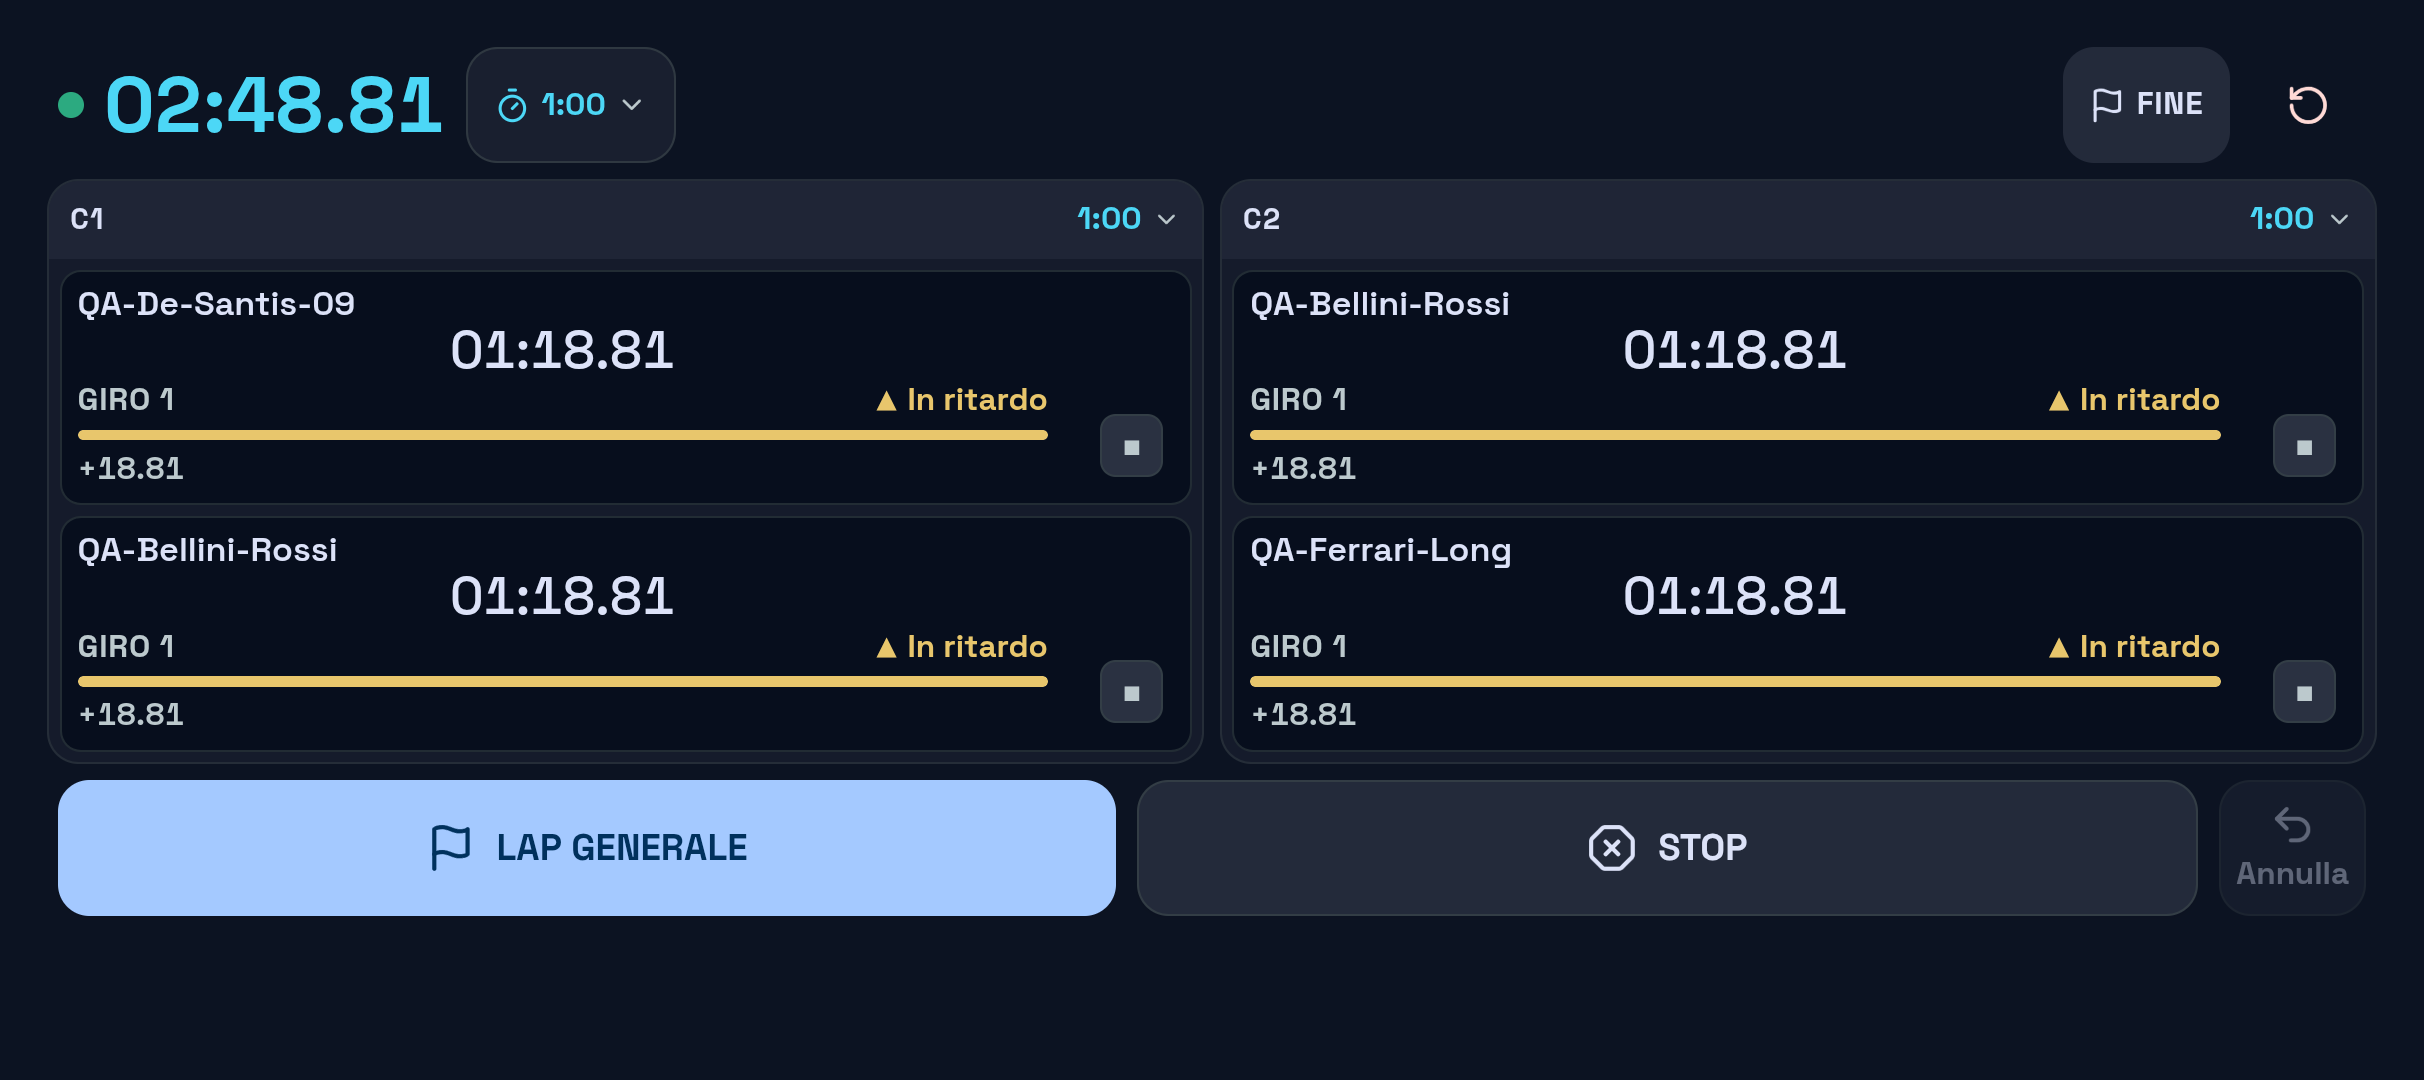 02:48.81 1:00 FINE
C1 1:00
QA-De-Santis-09
01:18.81
GIRO 1 ▲ In ritardo
+18.81
QA-Bellini-Rossi
01:18.81
GIRO 1 ▲ In ritardo
+18.81
C2 1:00
QA-Bellini-Rossi
01:18.81
GIRO 1 ▲ In ritardo
+18.81
QA-Ferrari-Long
01:18.81
GIRO 1 ▲ In ritardo
+18.81
LAP GENERALE
STOP
Annulla